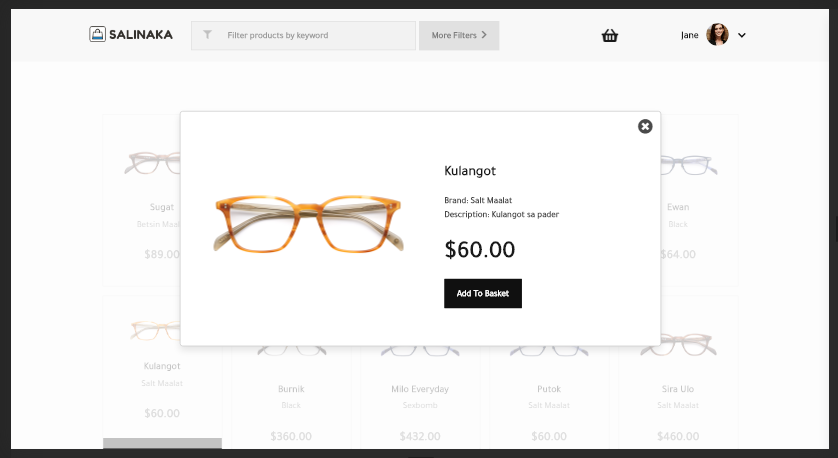 SALINAKA
Filter products by keyword
More Filters
Jane
Kulangot
Brand: Salt Maalat
Description: Kulangot sa pader
$60.00
Add To Basket
Sugat
Betsin Maal
$89.00
Ewan
Black
$64.00
Kulangot
Salt Maalat
$60.00
Burnik
Black
$360.00
Milo Everyday
Sexbomb
$432.00
Putok
Salt Maalat
$60.00
Sira Ulo
Salt Maalat
$460.00